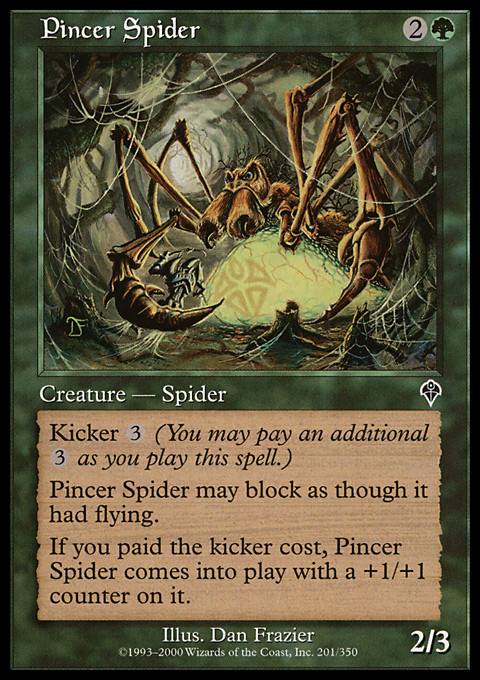 Pincer Spider 2
Creature — Spider
Kicker 3 (You may pay an additional
3 as you play this spell.)
Pincer Spider may block as though it
had flying.
If you paid the kicker cost, Pincer
Spider comes into play with a +1/+1
counter on it.
Illus. Dan Frazier
©1993–2000 Wizards of the Coast, Inc. 201/350
2/3
DF